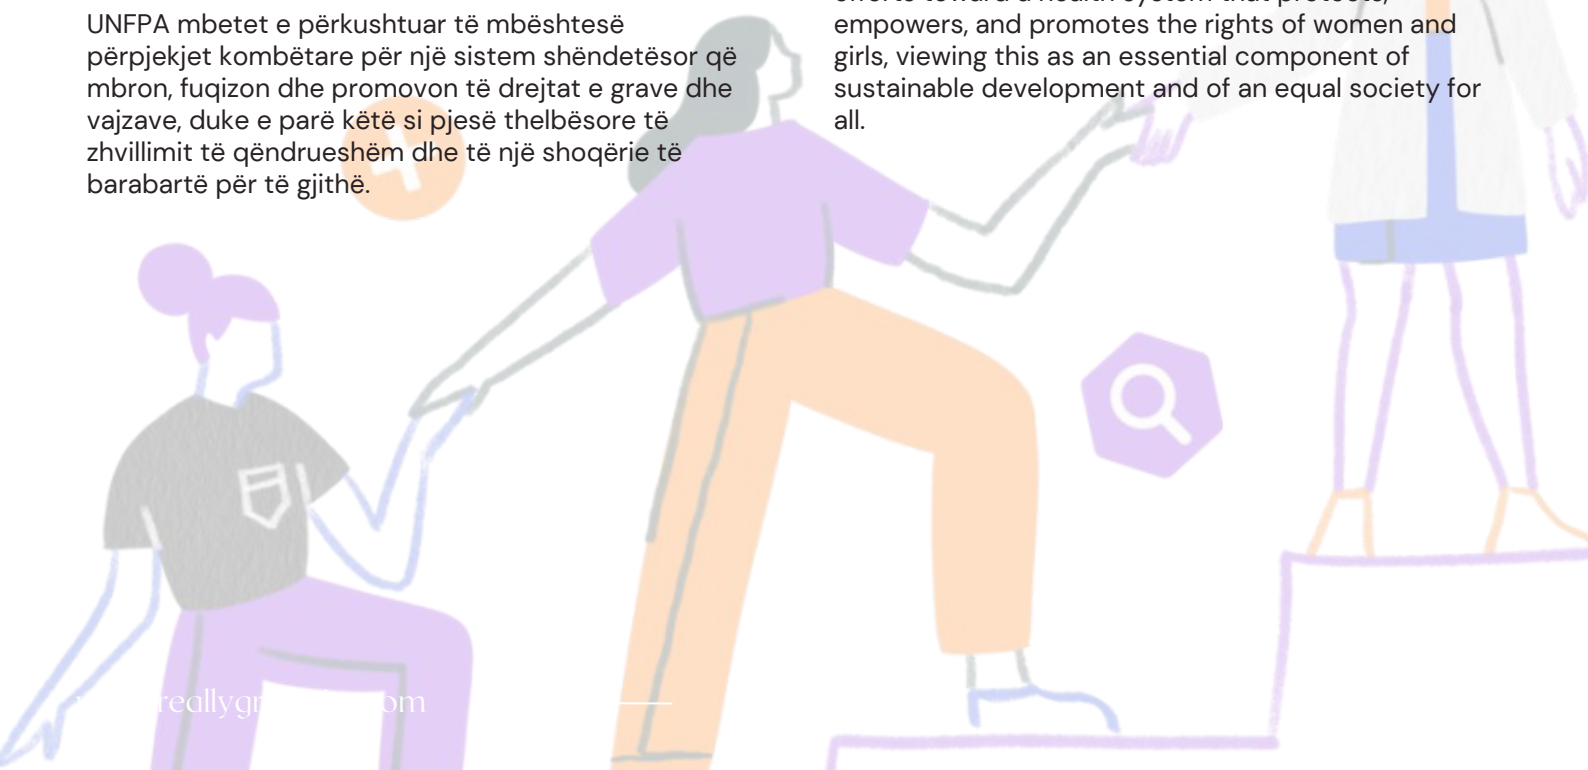 UNFPA mbetet e përkushtuar të mbështesë
përpjekjet kombëtare për një sistem shëndetësor që
mbron, fuqizon dhe promovon të drejtat e grave dhe
vajzave, duke e parë këtë si pjesë thelbësore të
zhvillimit të qëndrueshëm dhe të një shoqërie të
barabartë për të gjithë.
empowers, and promotes the rights of women and
girls, viewing this as an essential component of
sustainable development and of an equal society for
all.